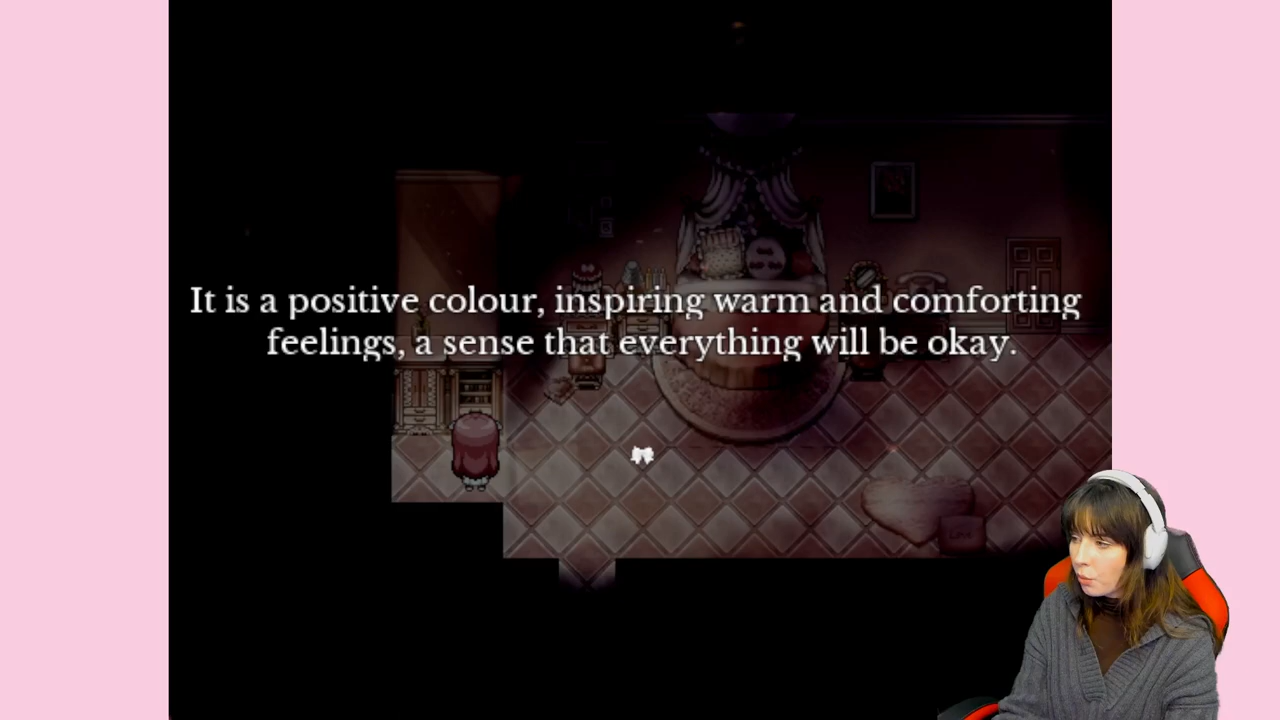 It is a positive colour, inspiring warm and comforting
feelings, a sense that everything will be okay.